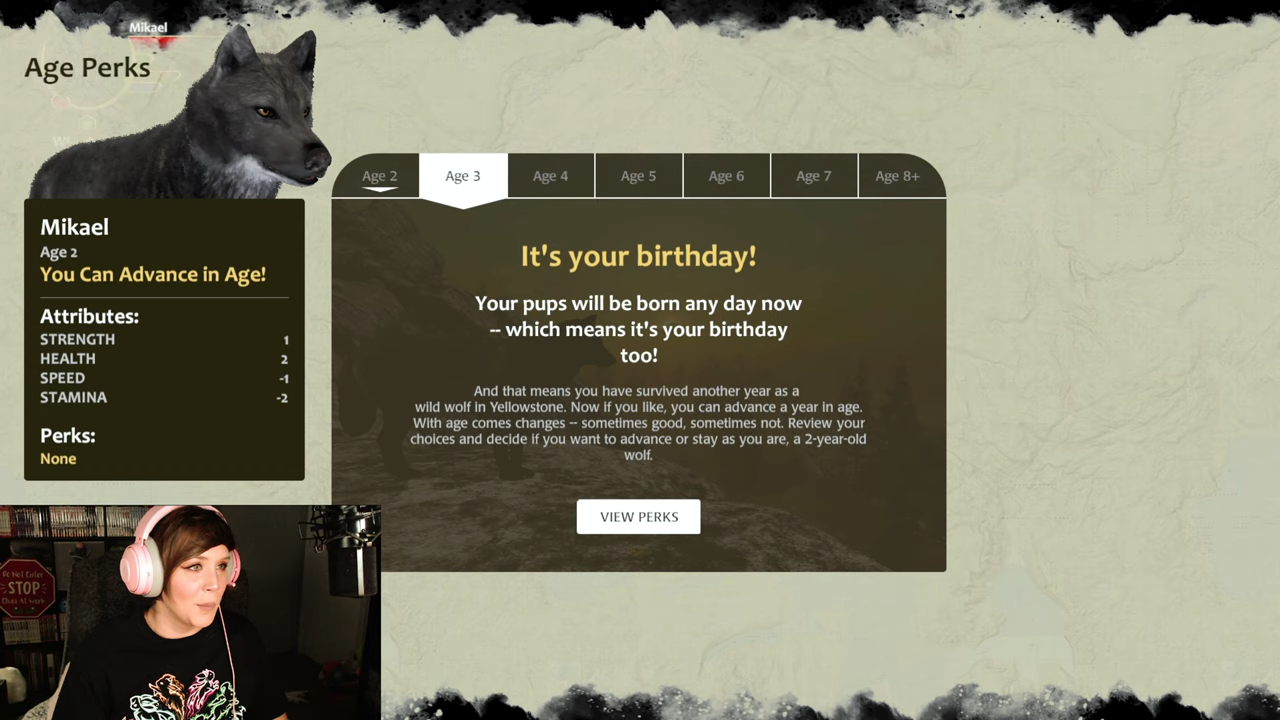 Mikael
Age Perks
Age 2
Age 3
Age 4
Age 5
Age 6
Age 7
Age 8+
Mikael
Age 2
You Can Advance in Age!
Attributes:
STRENGTH 1
HEALTH 2
SPEED -1
STAMINA -2
Perks:
None
It's your birthday!
Your pups will be born any day now
-- which means it's your birthday
too!
And that means you have survived another year as a
wild wolf in Yellowstone. Now if you like, you can advance a year in age.
With age comes changes -- sometimes good, sometimes not. Review your
choices and decide if you want to advance or stay as you are, a 2-year-old
wolf.
VIEW PERKS
Do Not Enter
STOP